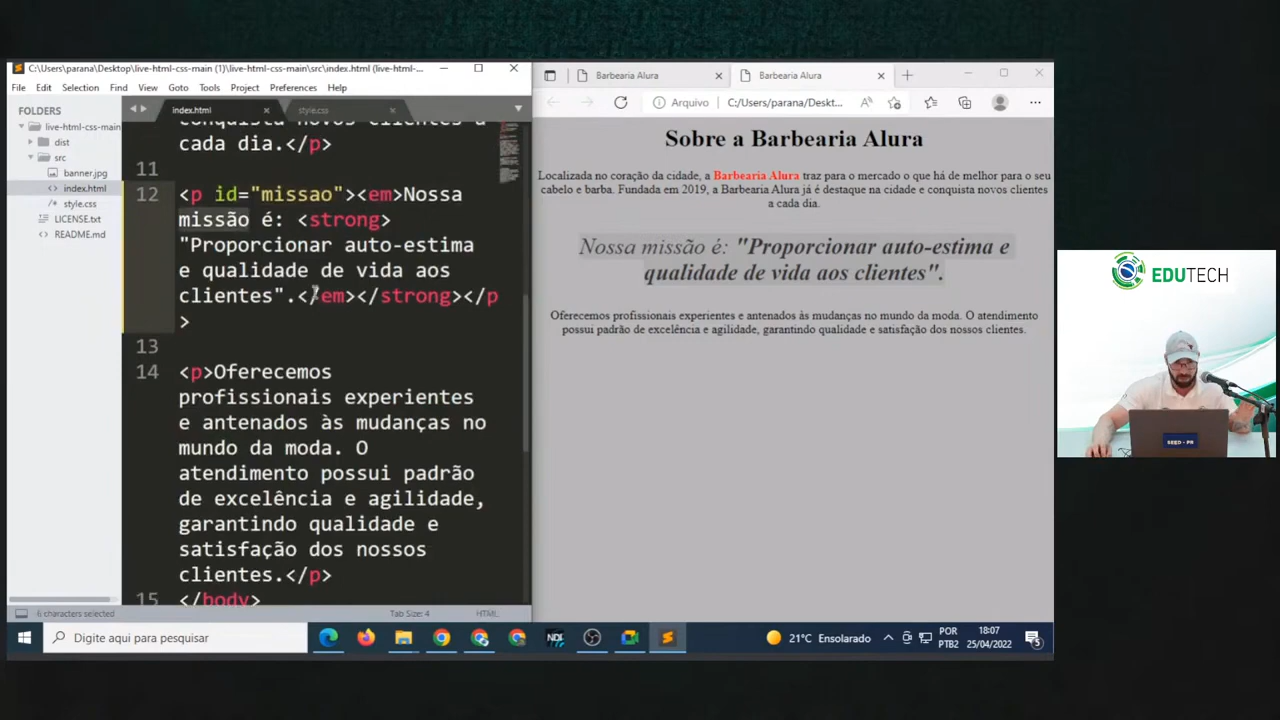 C:\Users\parana\Desktop\live-html-css-main (1)\live-html-css-main\src\index.html (live-html-...
File Edit Selection Find View Goto Tools Project Preferences Help
FOLDERS
live-html-css-main
dist
src
banner.jpg
index.html
style.css
LICENSE.txt
README.md
index.html
style.css
conquista novos clientes a
cada dia.</p>
11
12 <p id="missao"><em>Nossa
missão é: <strong>
"Proporcionar auto-estima
e qualidade de vida aos
clientes".</em></strong></p
>
13
14 <p>Oferecemos
profissionais experientes
e antenados às mudanças no
mundo da moda. O
atendimento possui padrão
de excelência e agilidade,
garantindo qualidade e
satisfação dos nossos
clientes.</p>
15 </body>
characters selected
Tab Size: 4
HTML
Barbearia Alura
Barbearia Alura
Arquivo C:/Users/parana/Deskt...
Sobre a Barbearia Alura
Localizada no coração da cidade, a Barbearia Alura traz para o mercado o que há de melhor para o seu
cabelo e barba. Fundada em 2019, a Barbearia Alura já é destaque na cidade e conquista novos clientes
a cada dia.
Nossa missão é: "Proporcionar auto-estima e
qualidade de vida aos clientes".
Oferecemos profissionais experientes e antenados às mudanças no mundo da moda. O atendimento
possui padrão de excelência e agilidade, garantindo qualidade e satisfação dos nossos clientes.
EDUTECH
SEED - PR
Digite aqui para pesquisar
NDI
21°C Ensolarado
POR
PTB2
18:07
25/04/2022
5